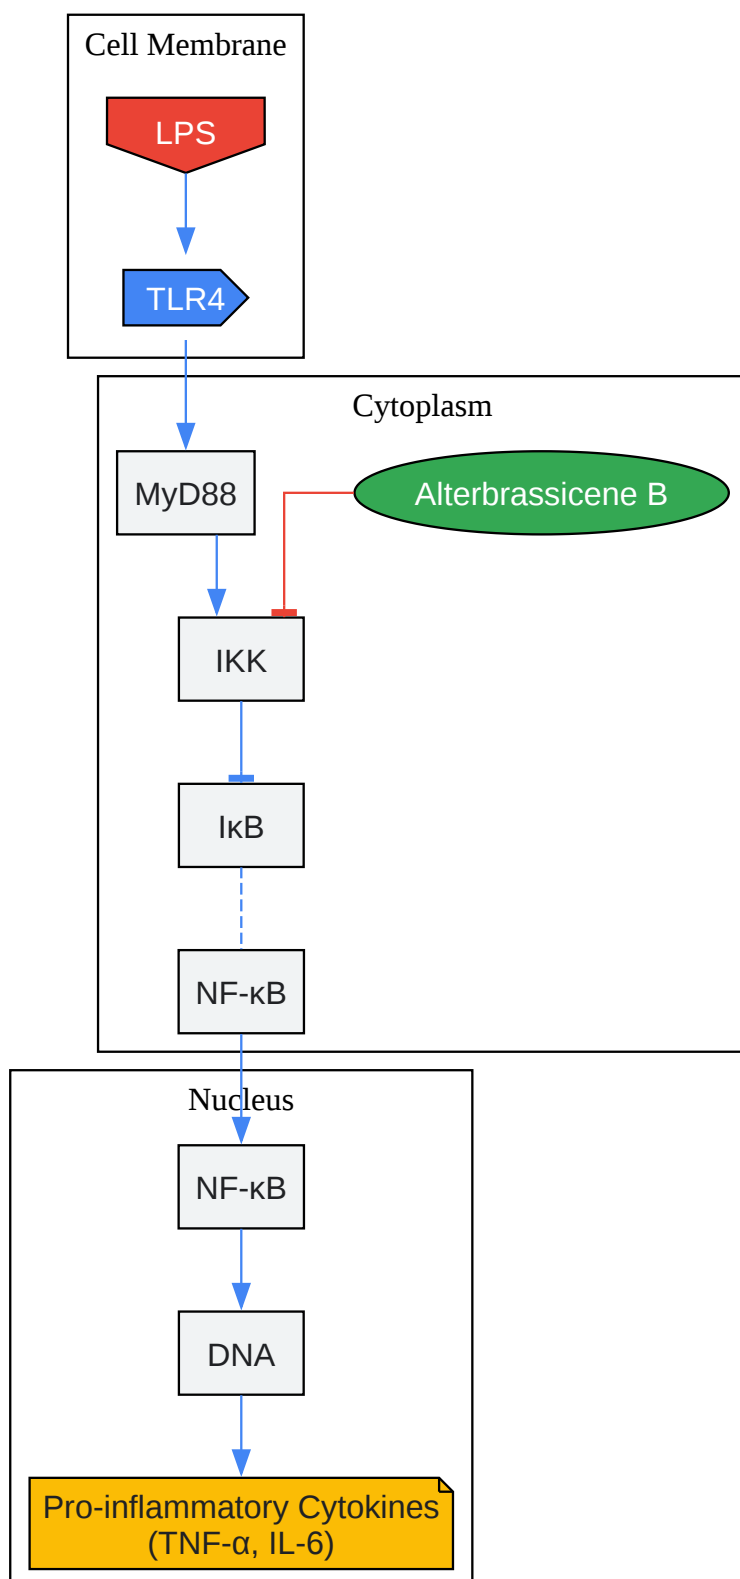 Cell Membrane
LPS
TLR4
Cytoplasm
MyD88
Alterbrassicene B
IKK
IκB
NF-κB
Nucleus
NF-κB
DNA
Pro-inflammatory Cytokines
(TNF-α, IL-6)